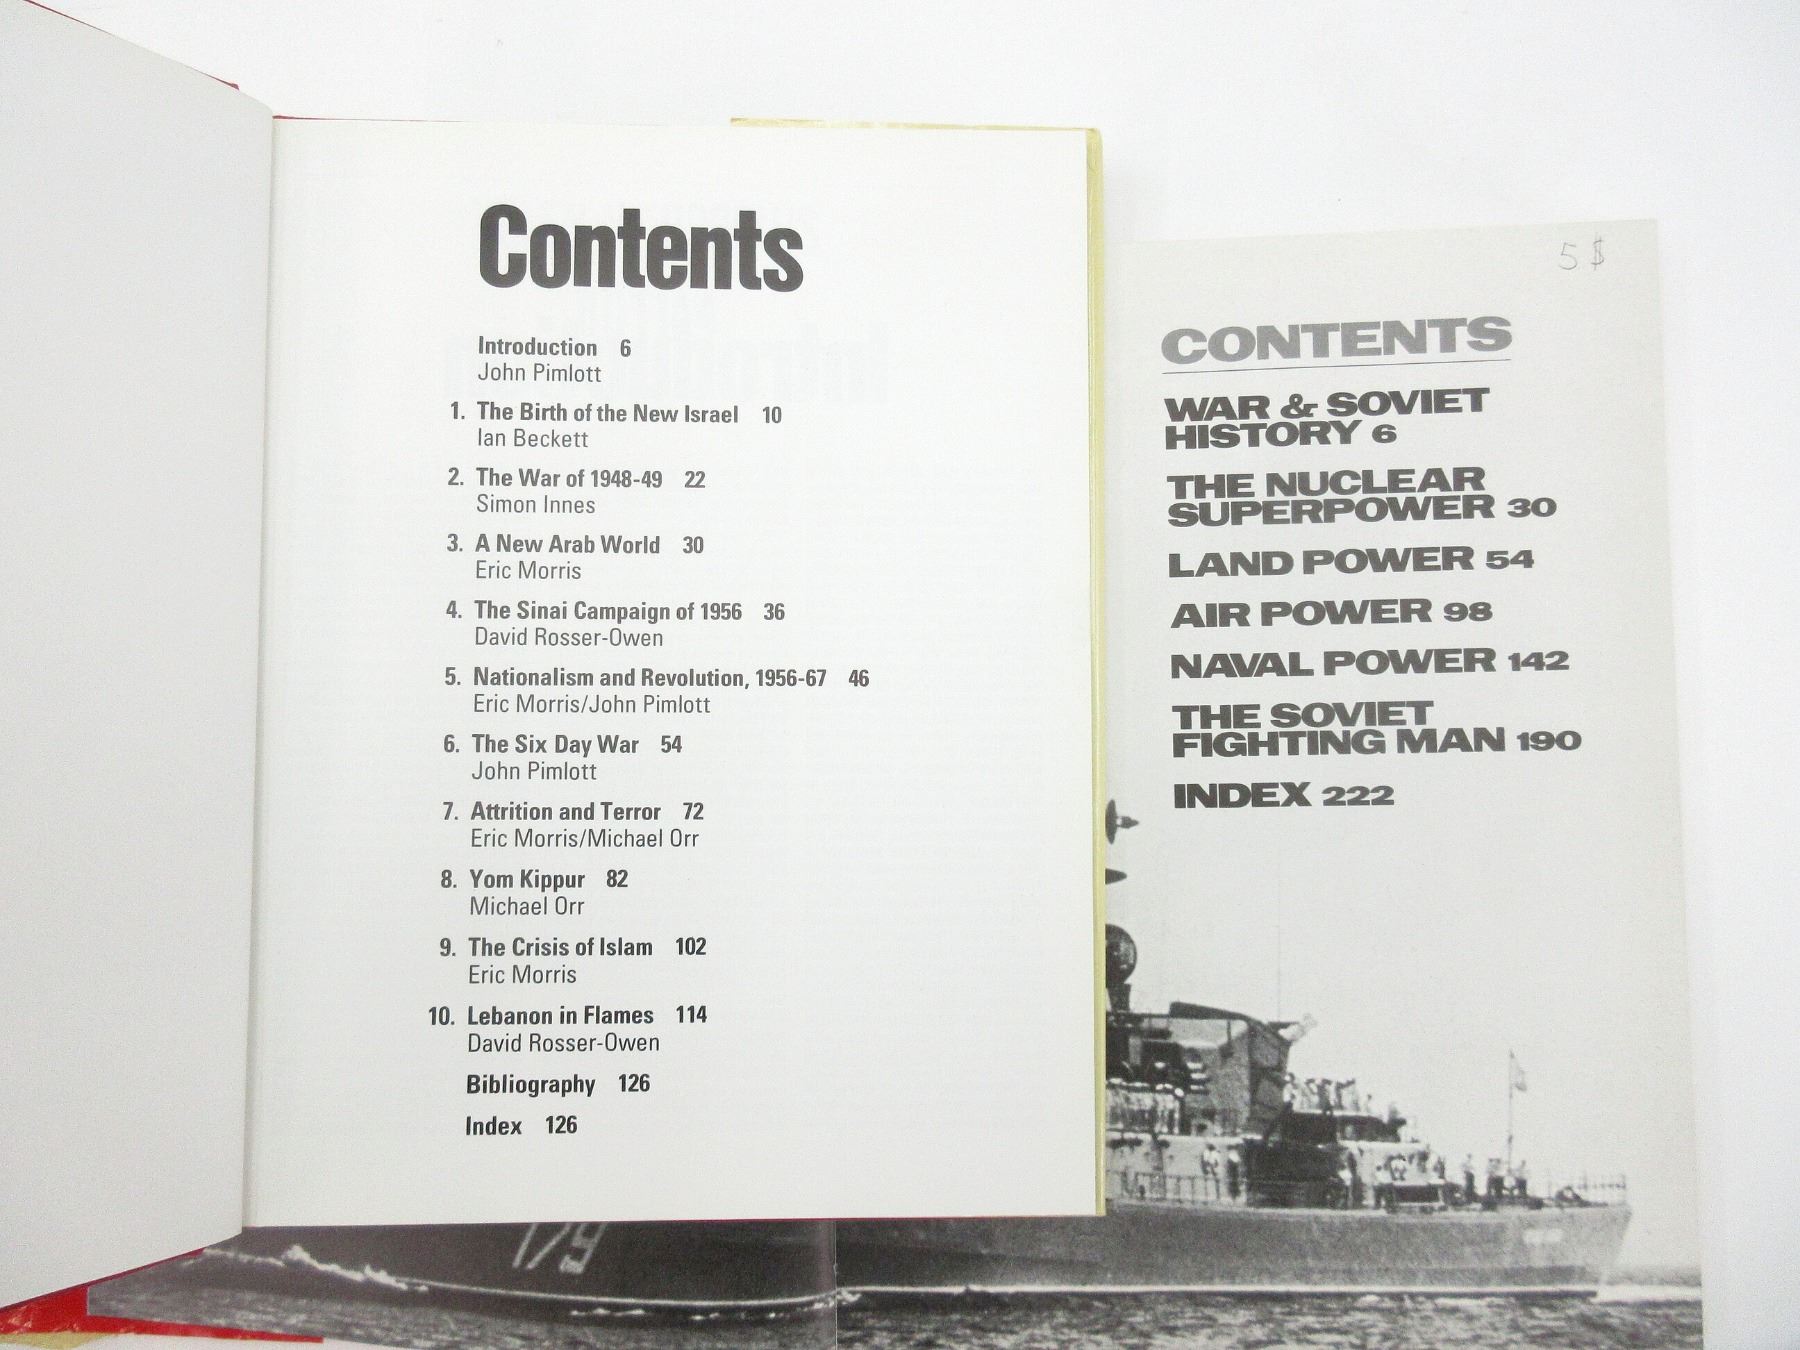 Contents
Introduction 6
John Pimlott
1. The Birth of the New Israel 10
Ian Beckett
2. The War of 1948-49 22
Simon Innes
3. A New Arab World 30
Eric Morris
4. The Sinai Campaign of 1956 36
David Rosser-Owen
5. Nationalism and Revolution, 1956-67 46
Eric Morris/John Pimlott
6. The Six Day War 54
John Pimlott
7. Attrition and Terror 72
Eric Morris/Michael Orr
8. Yom Kippur 82
Michael Orr
9. The Crisis of Islam 102
Eric Morris
10. Lebanon in Flames 114
David Rosser-Owen
Bibliography 126
Index 126
5 $
CONTENTS
WAR & SOVIET
HISTORY 6
THE NUCLEAR
SUPERPOWER 30
LAND POWER 54
AIR POWER 98
NAVAL POWER 142
THE SOVIET
FIGHTING MAN 190
INDEX 222